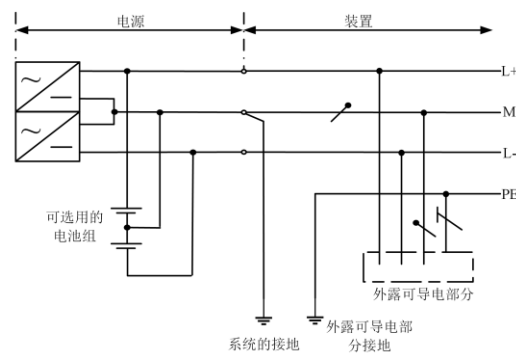 电源
装置
L+
M
L-
PE
可选用的
电池组
外露可导电部分
系统的接地
外露可导电部
分接地